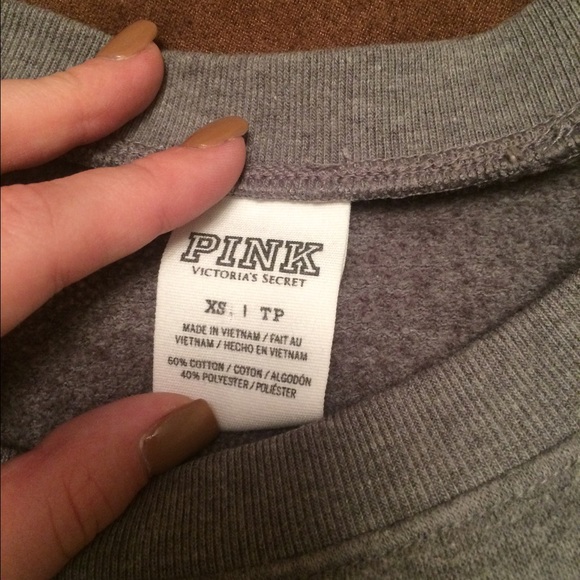 PINK
VICTORIA'S SECRET
XS. | TP
MADE IN VIETNAM / FAIT AU
VIETNAM / HECHO EN VIETNAM
60% COTTON / COTON / ALGODÓN
40% POLYESTER / POLIÉSTER